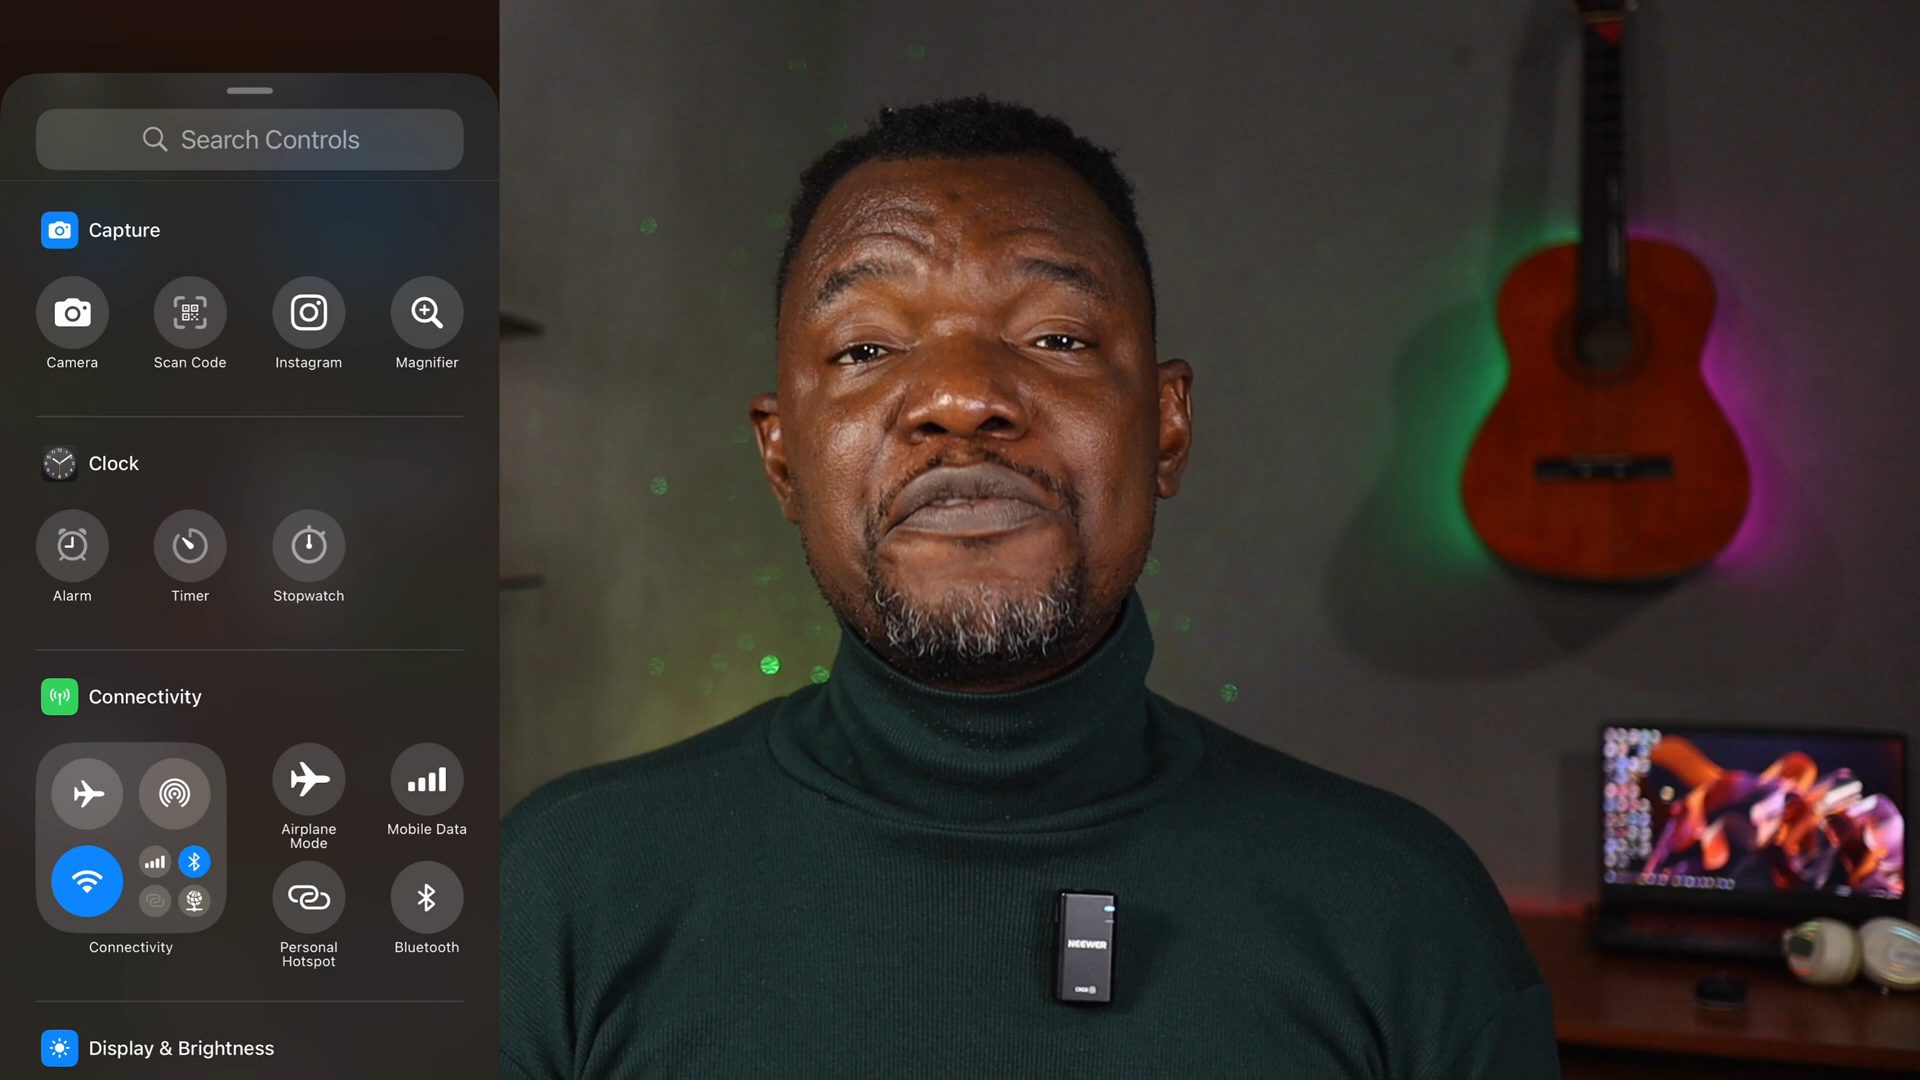 Search Controls
Capture
Camera
Scan Code
Instagram
Magnifier
Clock
Alarm
Timer
Stopwatch
Connectivity
Airplane
Mode
Mobile Data
Connectivity
Personal
Hotspot
Bluetooth
Display & Brightness
NEEWER